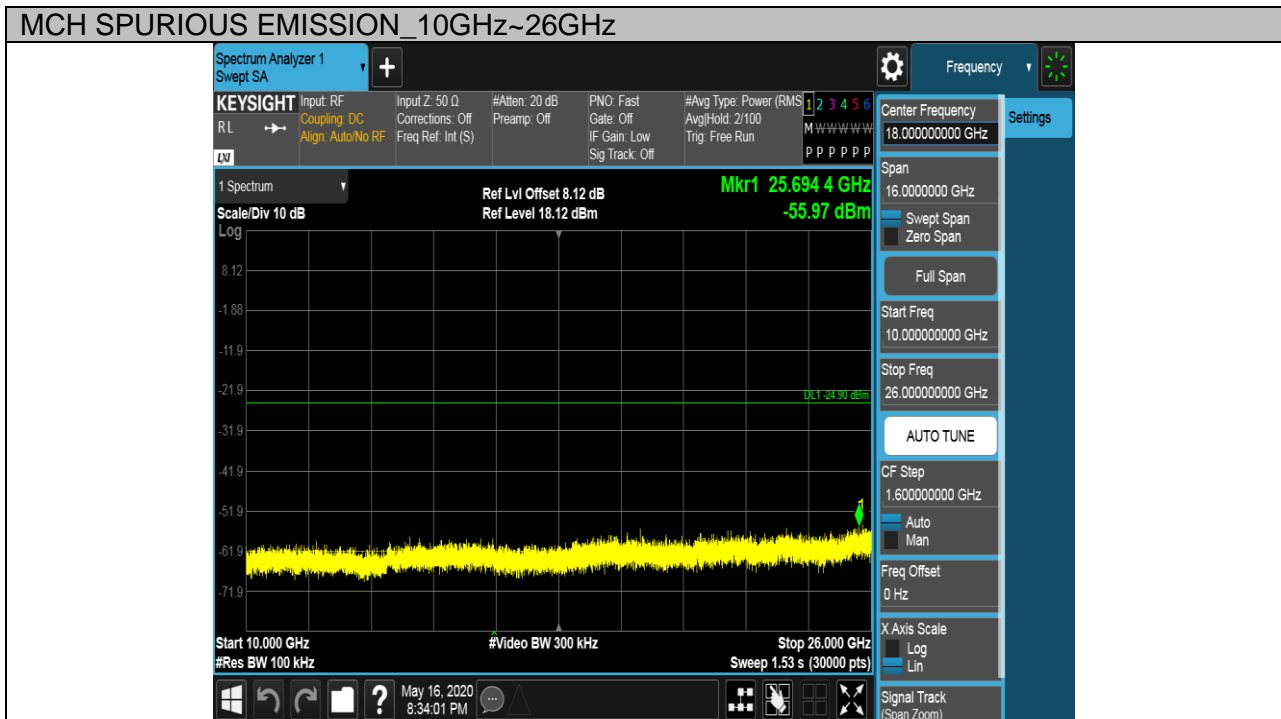 MCH SPURIOUS EMISSION_10GHz~26GHz
Spectrum Analyzer 1
Swept SA
+
Frequency
KEYSIGHT
RL
LXI
Input: RF
Coupling: DC
Align: Auto/No RF
Input Z: 50 Ω
Corrections: Off
Freq Ref: Int (S)
#Atten: 20 dB
Preamp: Off
PNO: Fast
Gate: Off
IF Gain: Low
Sig Track: Off
#Avg Type: Power (RMS
Avg|Hold: 2/100
Trig: Free Run
1 2 3 4 5 6
M W W W W W
P P P P P P
1 Spectrum
Scale/Div 10 dB
Log
Ref Lvl Offset 8.12 dB
Ref Level 18.12 dBm
Mkr1 25.694 4 GHz
-55.97 dBm
8.12
-1.88
-11.9
-21.9
DL1 -24.90 dBm
-31.9
-41.9
-51.9
1
-61.9
-71.9
Start 10.000 GHz
#Res BW 100 kHz
#Video BW 300 kHz
Stop 26.000 GHz
Sweep 1.53 s (30000 pts)
?
May 16, 2020
8:34:01 PM
Center Frequency
18.000000000 GHz
Settings
Span
16.0000000 GHz
Swept Span
Zero Span
Full Span
Start Freq
10.000000000 GHz
Stop Freq
26.000000000 GHz
AUTO TUNE
CF Step
1.600000000 GHz
Auto
Man
Freq Offset
0 Hz
X Axis Scale
Log
Lin
Signal Track
(Span Zoom)